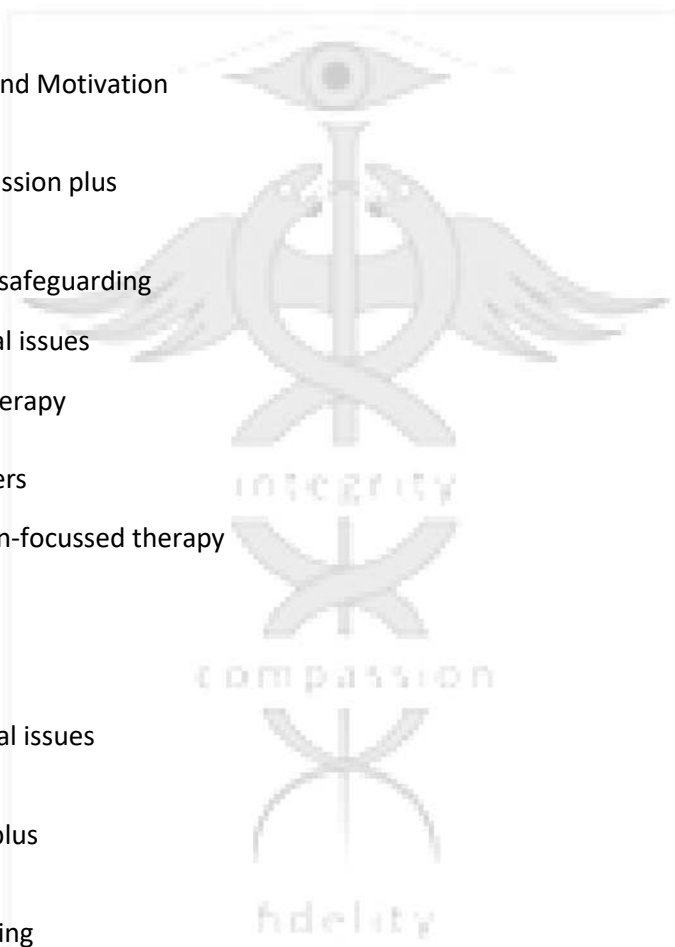 nd Motivation
ssion plus
safeguarding
al issues
erapy
ers
integrity
n-focussed therapy
compassion
al issues
plus
fidelity
ing